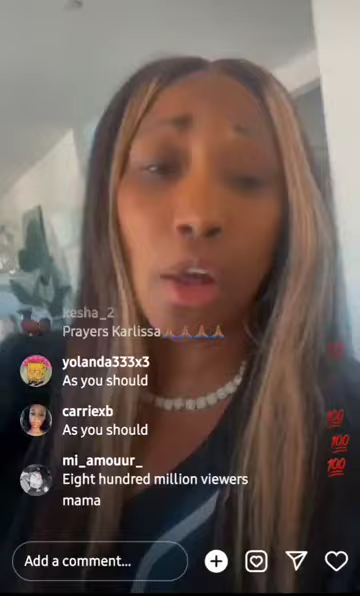 kesha_2
Prayers Karlissa🙏🏾🙏🏾🙏🏾🙏🏾
yolanda333x3
As you should
carriexb
As you should
mi_amouur_
Eight hundred million viewers
mama
💯
💯
💯
Add a comment...